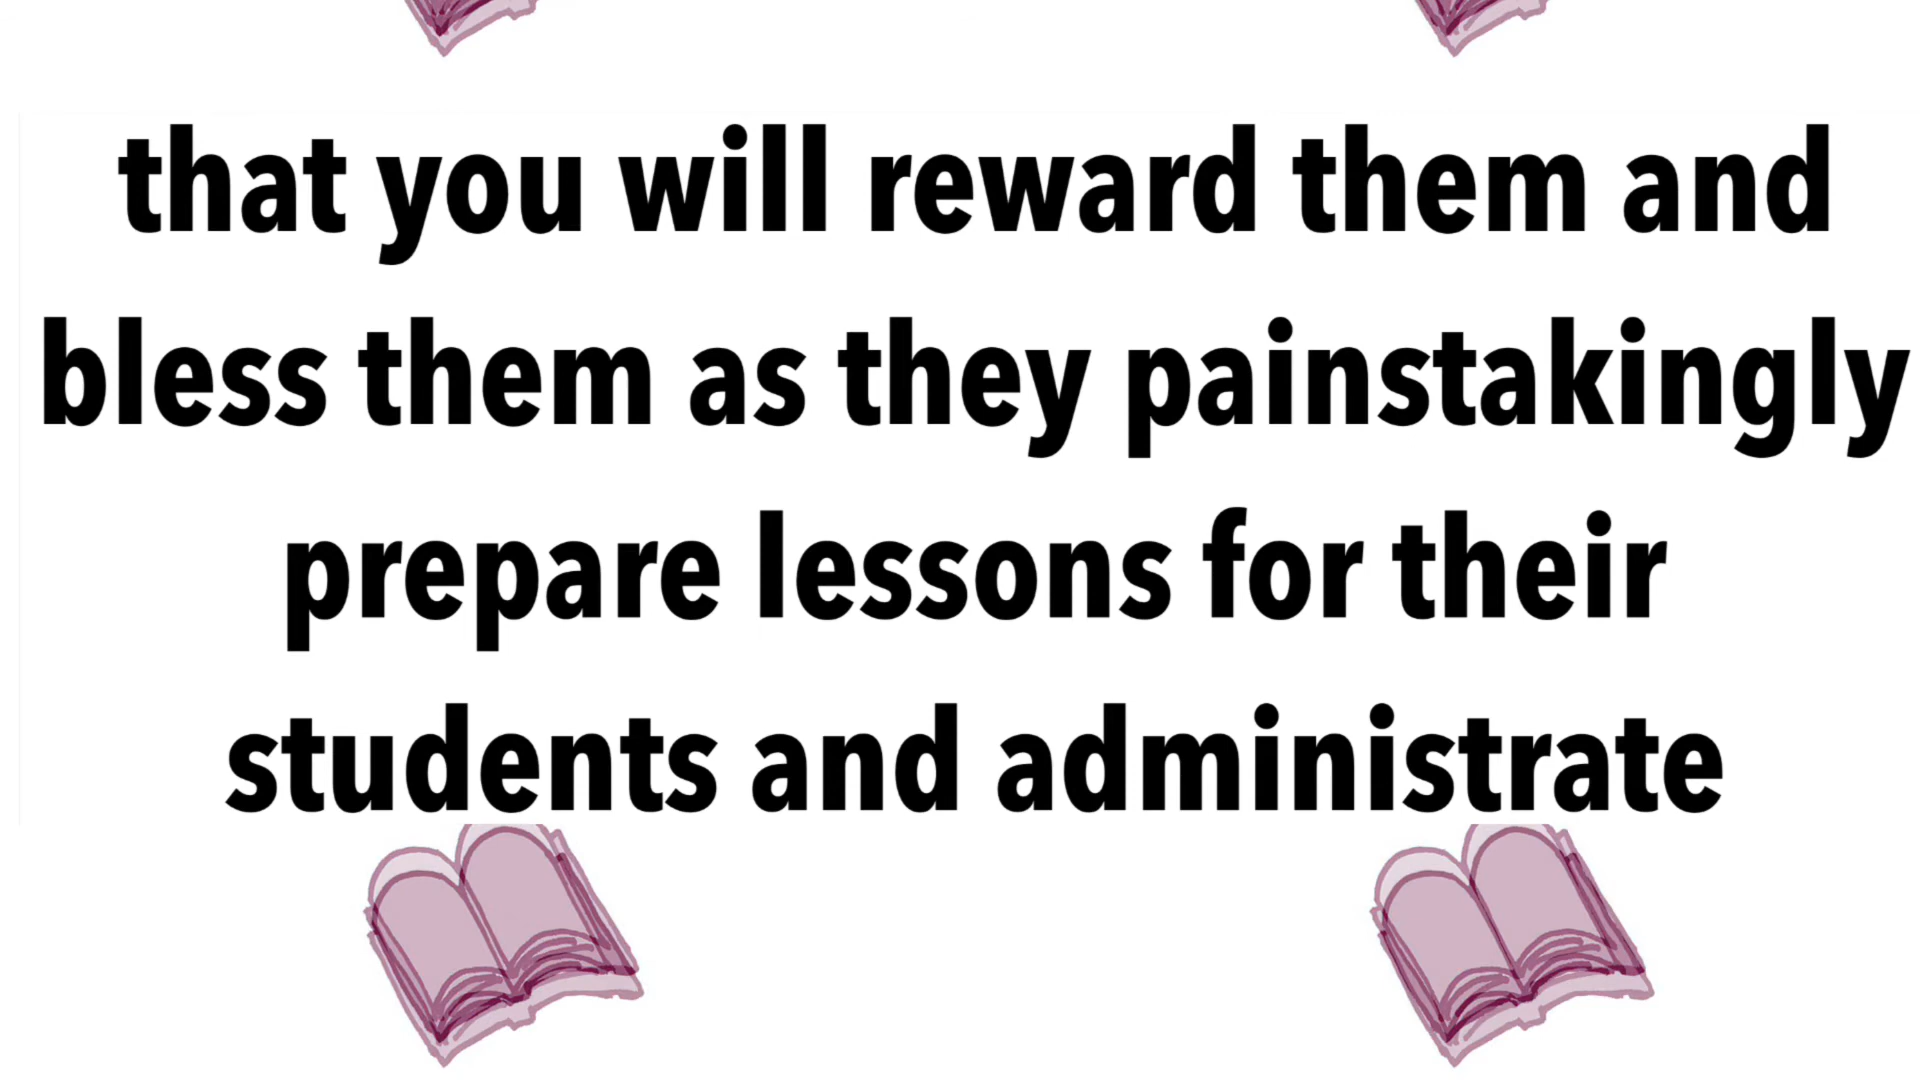 that you will reward them and
bless them as they painstakingly
prepare lessons for their
students and administrate